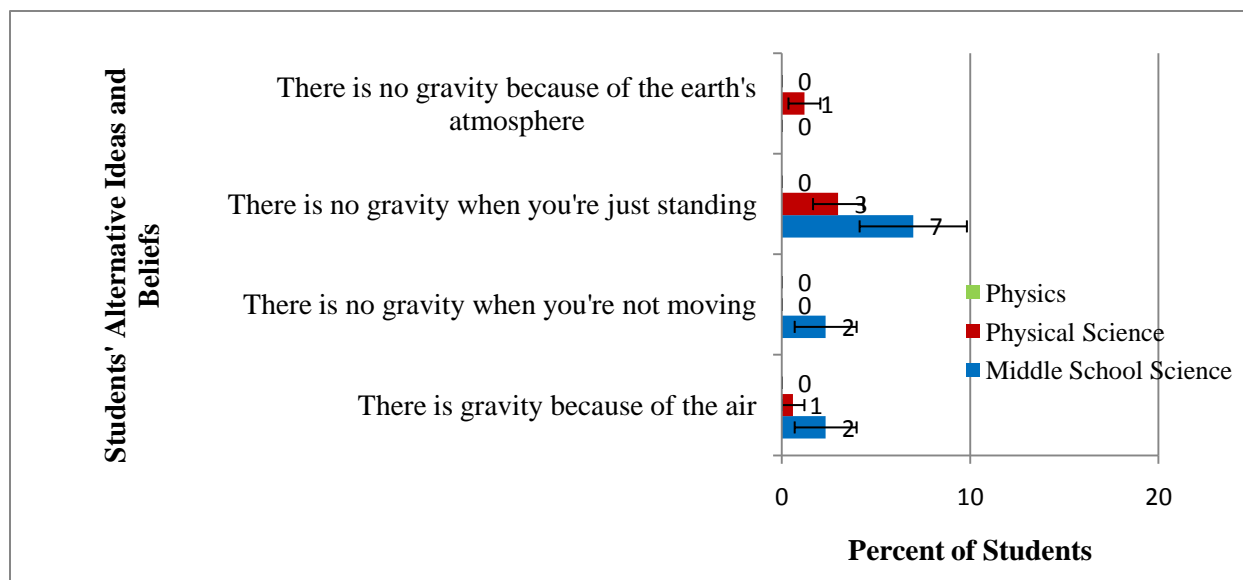 Students' Alternative Ideas and
Beliefs
There is no gravity because of the earth's
atmosphere
0
1
0
There is no gravity when you're just standing
0
3
7
There is no gravity when you're not moving
0
0
2
There is gravity because of the air
0
1
2
Physics
Physical Science
Middle School Science
0 10 20
Percent of Students